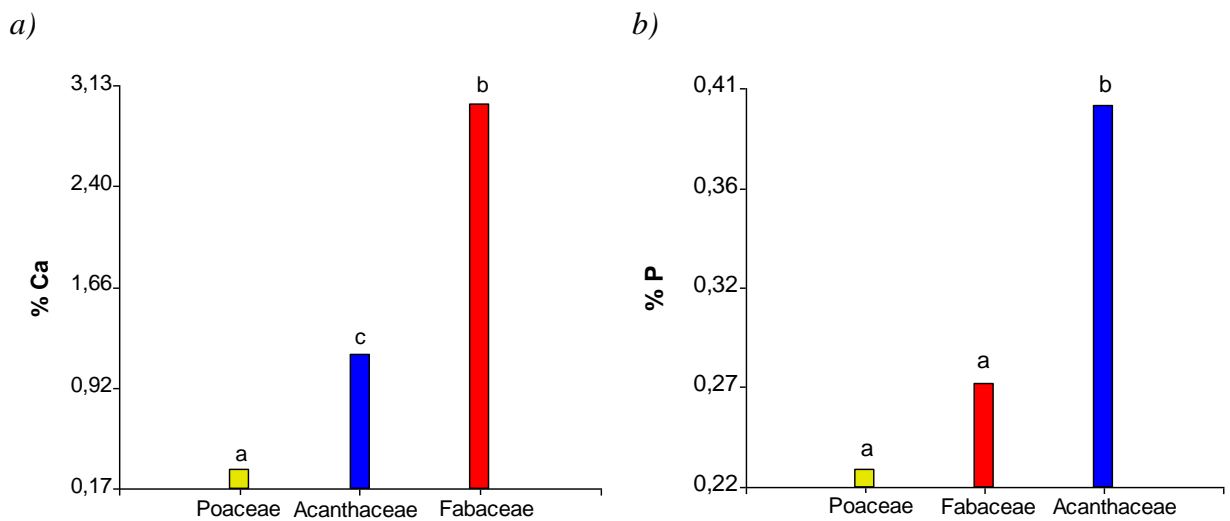 a)
3,13
2,40
1,66
0,92
0,17
% Ca
a
c
b
Poaceae Acanthaceae Fabaceae
b)
0,41
0,36
0,32
0,27
0,22
% P
a
a
b
Poaceae Fabaceae Acanthaceae